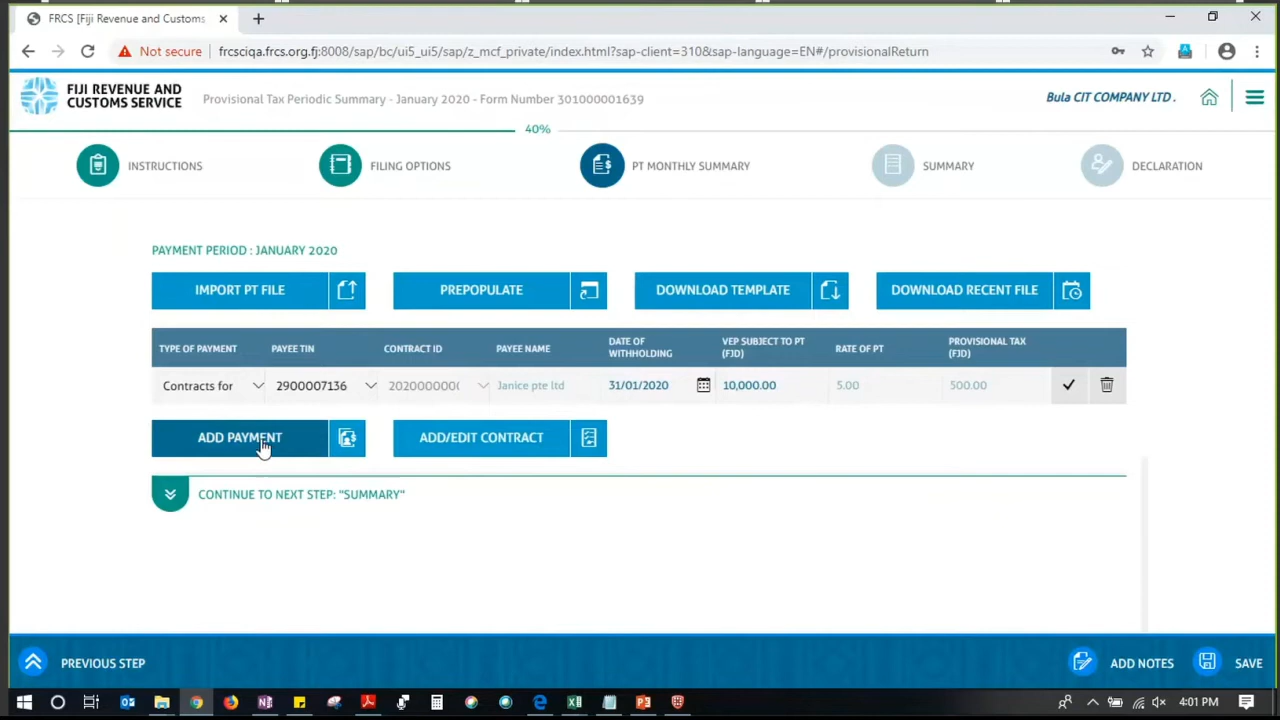 FRCS [Fiji Revenue and Customs
Not secure
frcsciqa.frcs.org.fj:8008/sap/bc/ui5_ui5/sap/z_mcf_private/index.html?sap-client=310&sap-language=EN#/provisionalReturn
FIJI REVENUE AND
CUSTOMS SERVICE
Provisional Tax Periodic Summary - January 2020 - Form Number 301000001639
Bula CIT COMPANY LTD .
40%
INSTRUCTIONS
FILING OPTIONS
PT MONTHLY SUMMARY
SUMMARY
DECLARATION
PAYMENT PERIOD : JANUARY 2020
IMPORT PT FILE
PREPOPULATE
DOWNLOAD TEMPLATE
DOWNLOAD RECENT FILE
TYPE OF PAYMENT
PAYEE TIN
CONTRACT ID
PAYEE NAME
DATE OF
WITHHOLDING
VEP SUBJECT TO PT
(FJD)
RATE OF PT
PROVISIONAL TAX
(FJD)
Contracts for
2900007136
Janice pte ltd
31/01/2020
10,000.00
5.00
500.00
ADD PAYMENT
ADD/EDIT CONTRACT
CONTINUE TO NEXT STEP: "SUMMARY"
PREVIOUS STEP
ADD NOTES
SAVE
4:01 PM